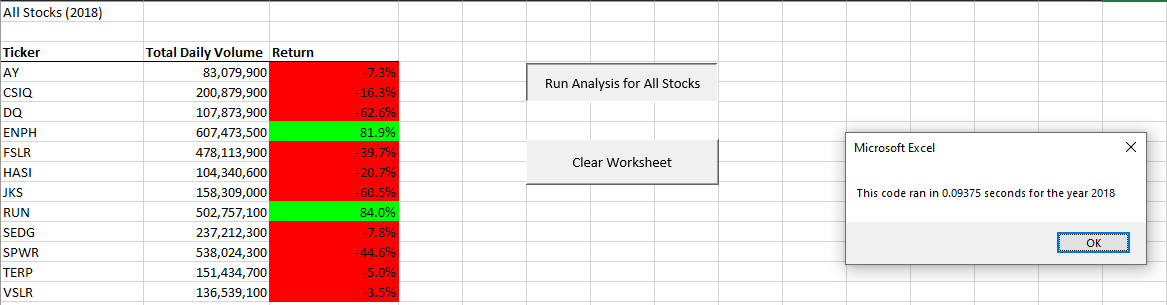 All Stocks (2018)
Ticker Total Daily Volume Return
AY 83,079,900 -7.3%
CSIQ 200,879,900 -16.3%
DQ 107,873,900 -62.6%
ENPH 607,473,500 81.9%
FSLR 478,113,900 -39.7%
HASI 104,340,600 -20.7%
JKS 158,309,000 -60.5%
RUN 502,757,100 84.0%
SEDG 237,212,300 -7.8%
SPWR 538,024,300 -44.6%
TERP 151,434,700 -5.0%
VSLR 136,539,100 -3.5%
Run Analysis for All Stocks
Clear Worksheet
Microsoft Excel
This code ran in 0.09375 seconds for the year 2018
OK